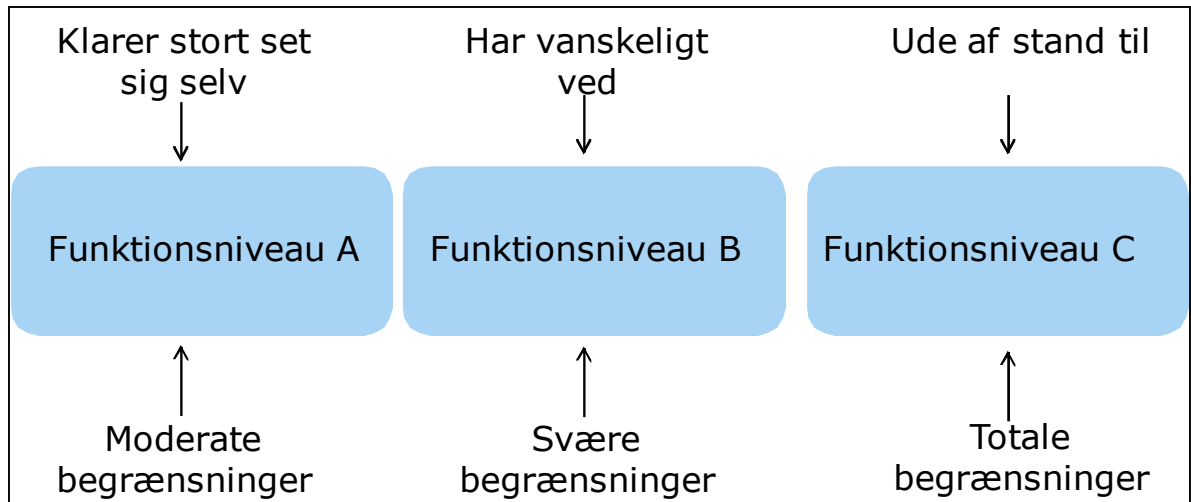 Klarer stort set
sig selv
Har vanskeligt
ved
Ude af stand til
Funktionsniveau A
Funktionsniveau B
Funktionsniveau C
Moderate
begrænsninger
Svære
begrænsninger
Totale
begrænsninger